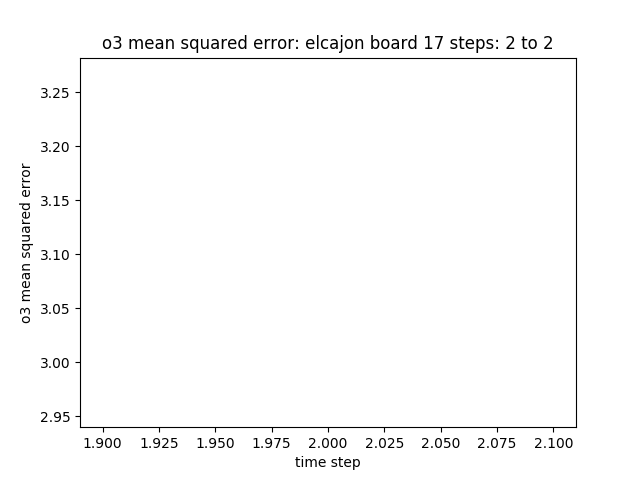 o3 mean squared error: elcajon board 17 steps: 2 to 2
3.25
3.20
3.15
3.10
3.05
3.00
2.95
o3 mean squared error
1.900 1.925 1.950 1.975 2.000 2.025 2.050 2.075 2.100
time step